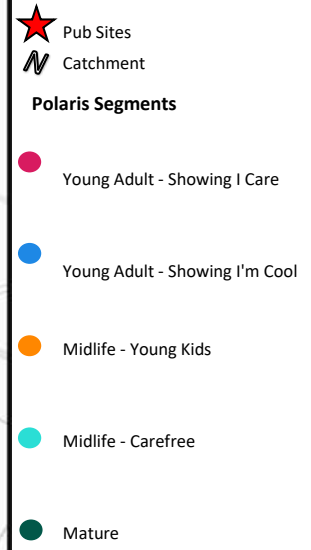 Pub Sites
Catchment
Polaris Segments
Young Adult - Showing I Care
Young Adult - Showing I'm Cool
Midlife - Young Kids
Midlife - Carefree
Mature